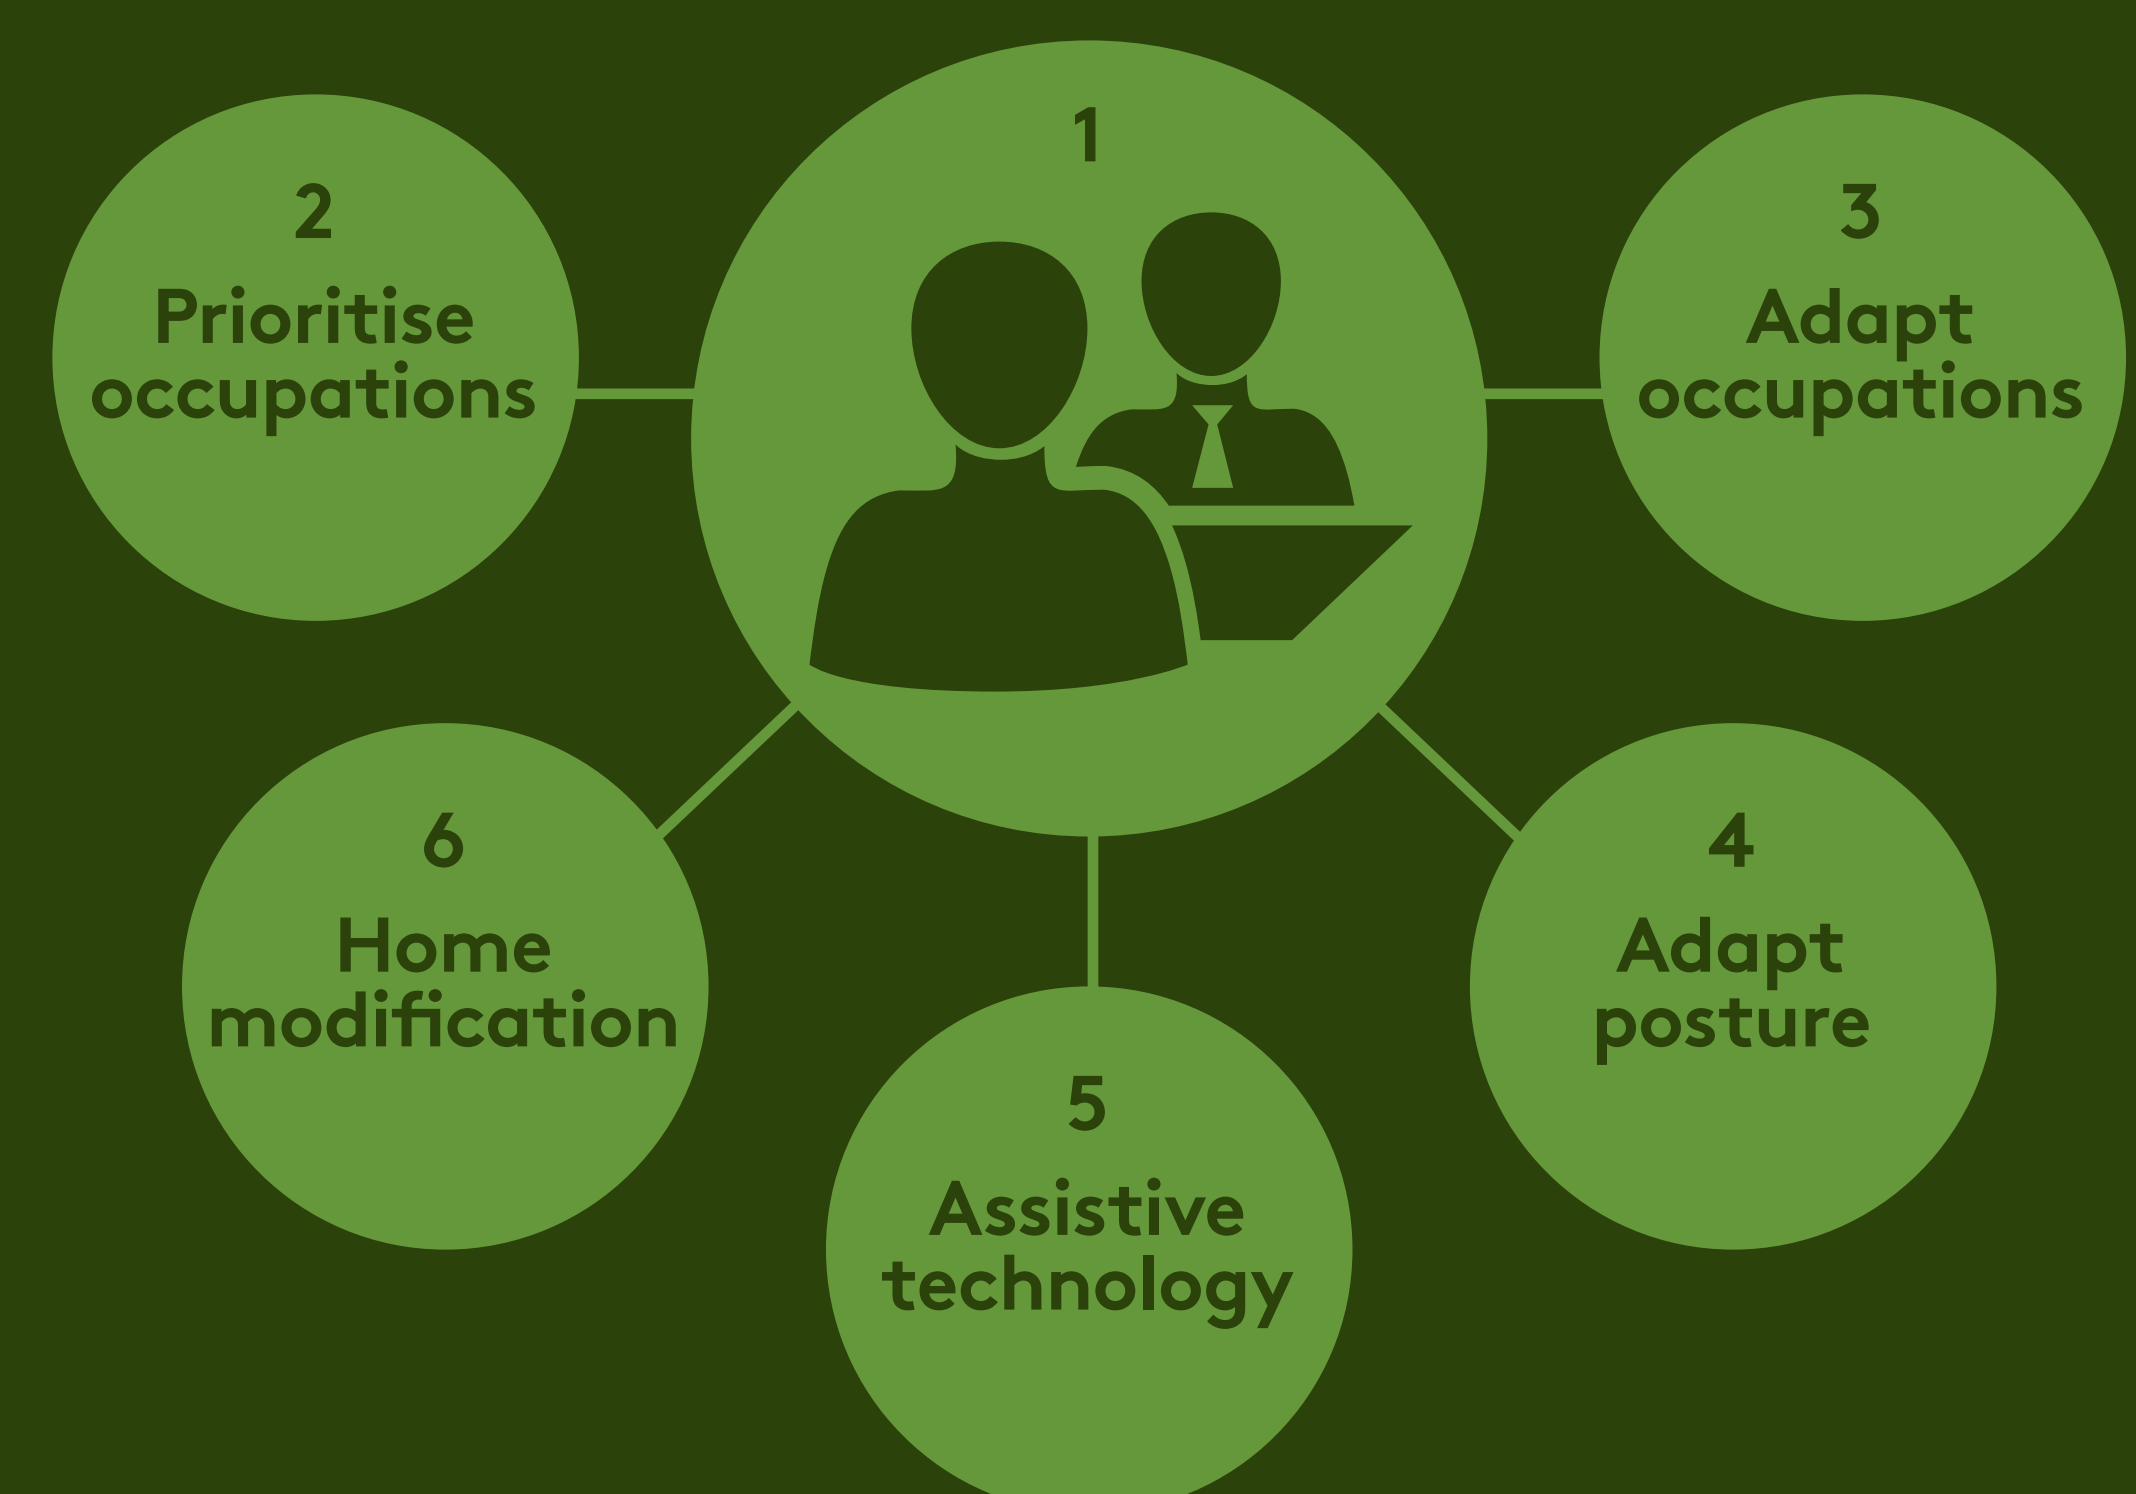 1
2
Prioritise
occupations
3
Adapt
occupations
4
Adapt
posture
5
Assistive
technology
6
Home
modification